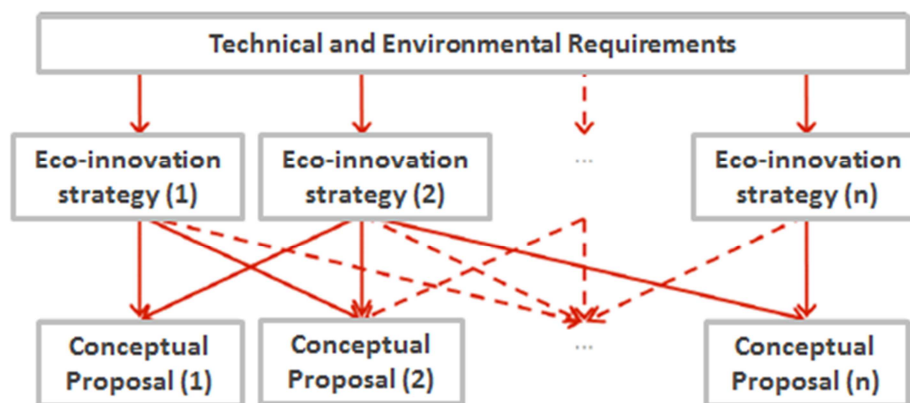 Technical and Environmental Requirements
Eco-innovation
strategy (1)
Eco-innovation
strategy (2)
...
Eco-innovation
strategy (n)
Conceptual
Proposal (1)
Conceptual
Proposal (2)
...
Conceptual
Proposal (n)